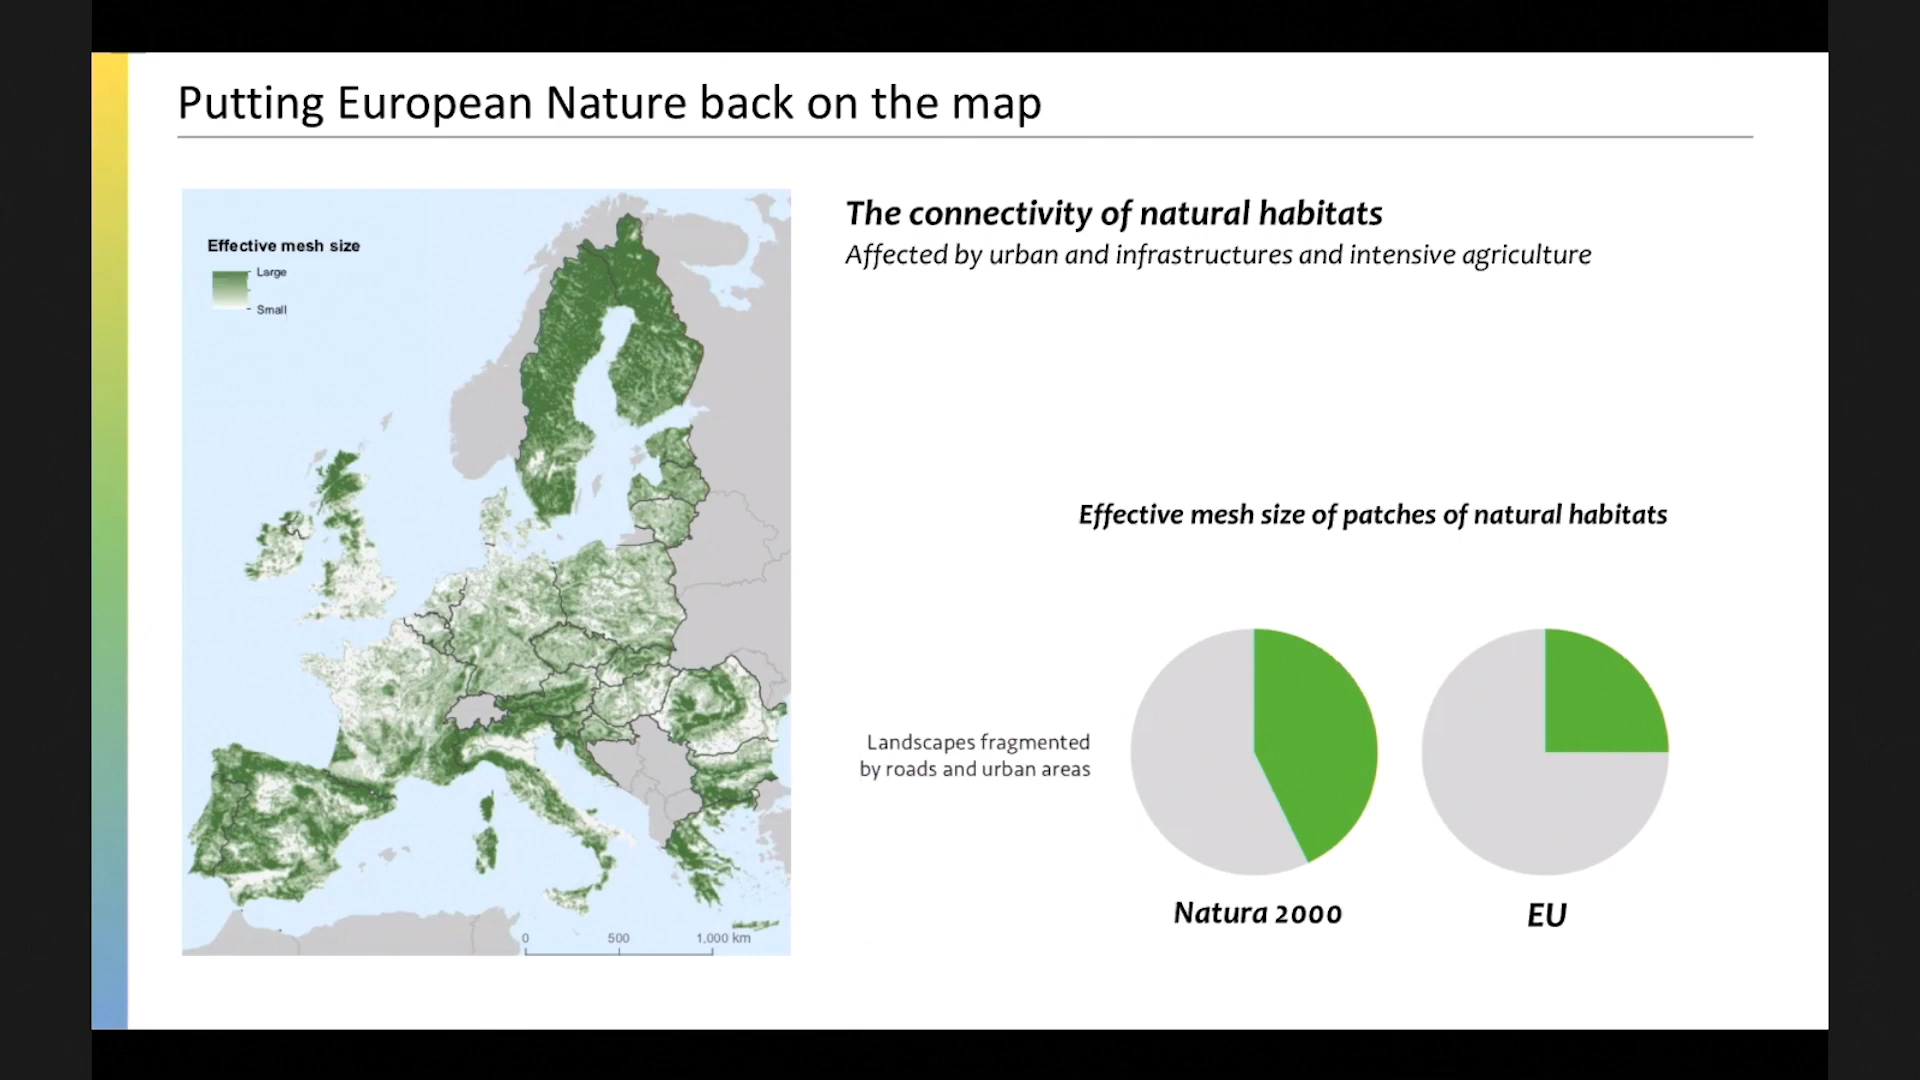 Putting European Nature back on the map
Effective mesh size
Large
Small
0 500 1,000 km
The connectivity of natural habitats
Affected by urban and infrastructures and intensive agriculture
Effective mesh size of patches of natural habitats
Landscapes fragmented
by roads and urban areas
Natura 2000
EU